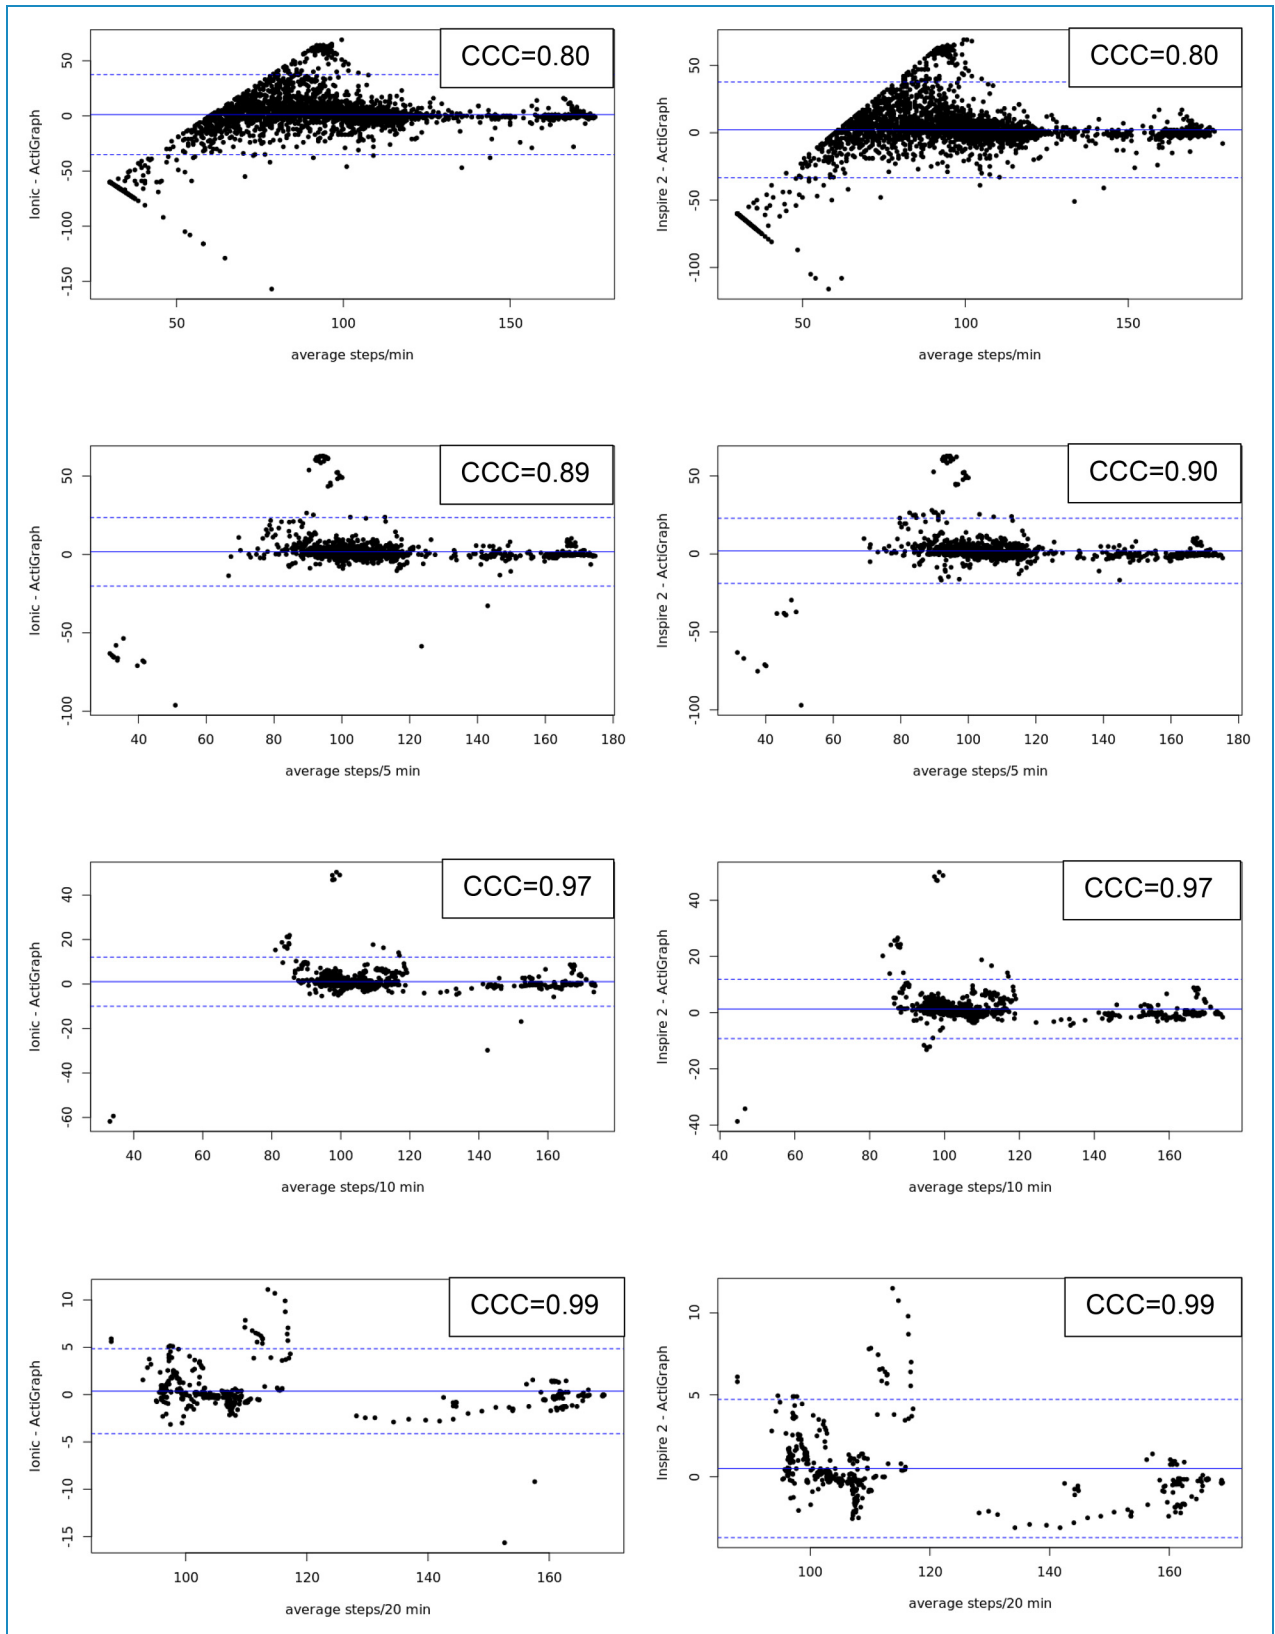 CCC=0.80
50
0
-50
-100
-150
Ionic - ActiGraph
50 100 150
average steps/min
CCC=0.80
50
0
-50
-100
Inspire 2 - ActiGraph
50 100 150
average steps/min
CCC=0.89
50
0
-50
-100
Ionic - ActiGraph
40 60 80 100 120 140 160 180
average steps/5 min
CCC=0.90
50
0
-50
-100
Inspire 2 - ActiGraph
40 60 80 100 120 140 160 180
average steps/5 min
CCC=0.97
40
20
0
-20
-40
-60
Ionic - ActiGraph
40 60 80 100 120 140 160
average steps/10 min
CCC=0.97
40
20
0
-20
-40
Inspire 2 - ActiGraph
40 60 80 100 120 140 160
average steps/10 min
CCC=0.99
10
5
0
-5
-10
-15
Ionic - ActiGraph
100 120 140 160
average steps/20 min
CCC=0.99
10
5
0
Inspire 2 - ActiGraph
100 120 140 160
average steps/20 min